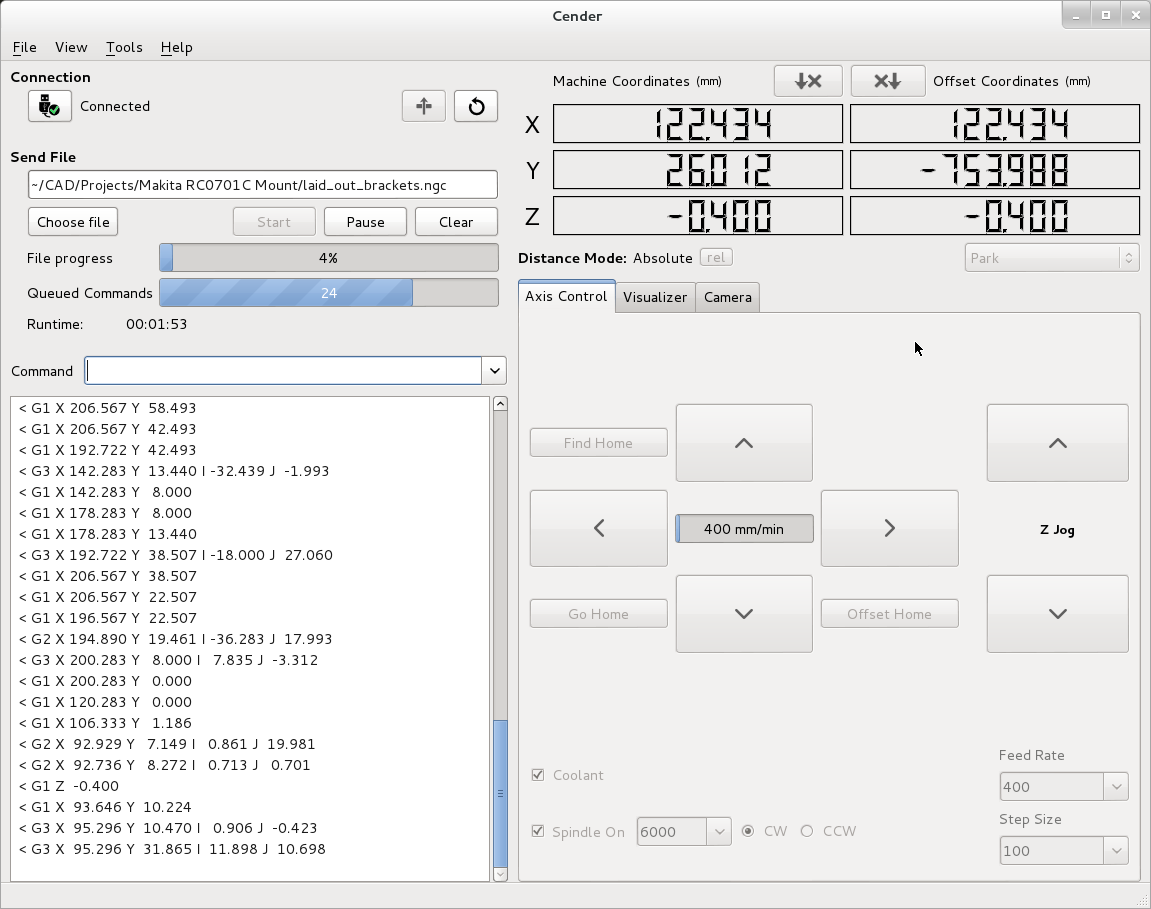 Cender
File View Tools Help
Connection
Connected
Send File
~/CAD/Projects/Makita RC0701C Mount/laid_out_brackets.ngc
Choose file Start Pause Clear
File progress 4%
Queued Commands 24
Runtime: 00:01:53
Command
< G1 X 206.567 Y  58.493
< G1 X 206.567 Y  42.493
< G1 X 192.722 Y  42.493
< G3 X 142.283 Y  13.440 I -32.439 J  -1.993
< G1 X 142.283 Y   8.000
< G1 X 178.283 Y   8.000
< G1 X 178.283 Y  13.440
< G3 X 192.722 Y  38.507 I -18.000 J  27.060
< G1 X 206.567 Y  38.507
< G1 X 206.567 Y  22.507
< G1 X 196.567 Y  22.507
< G2 X 194.890 Y  19.461 I -36.283 J  17.993
< G3 X 200.283 Y   8.000 I   7.835 J  -3.312
< G1 X 200.283 Y   0.000
< G1 X 120.283 Y   0.000
< G1 X 106.333 Y   1.186
< G2 X  92.929 Y   7.149 I   0.861 J  19.981
< G2 X  92.736 Y   8.272 I   0.713 J   0.701
< G1 Z  -0.400
< G1 X  93.646 Y  10.224
< G3 X  95.296 Y  10.470 I   0.906 J  -0.423
< G3 X  95.296 Y  31.865 I  11.898 J  10.698
Machine Coordinates (mm) Offset Coordinates (mm)
X 122.434 122.434
Y 26.012 -753.988
Z -0.400 -0.400
Distance Mode: Absolute rel Park
Axis Control Visualizer Camera
Find Home
400 mm/min
Z Jog
Go Home Offset Home
Coolant
Spindle On 6000 CW CCW
Feed Rate
400
Step Size
100